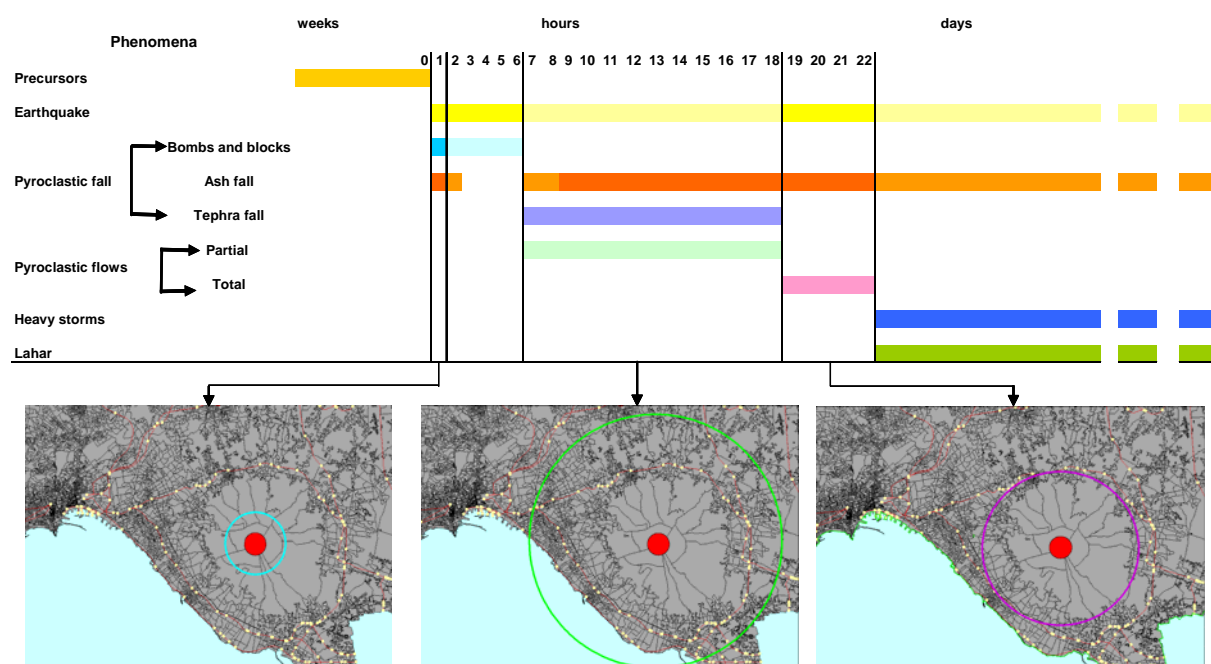 weeks hours days
Phenomena
0 1 2 3 4 5 6 7 8 9 10 11 12 13 14 15 16 17 18 19 20 21 22
Precursors
Earthquake
Bombs and blocks
Pyroclastic fall Ash fall
Tephra fall
Partial
Pyroclastic flows
Total
Heavy storms
Lahar